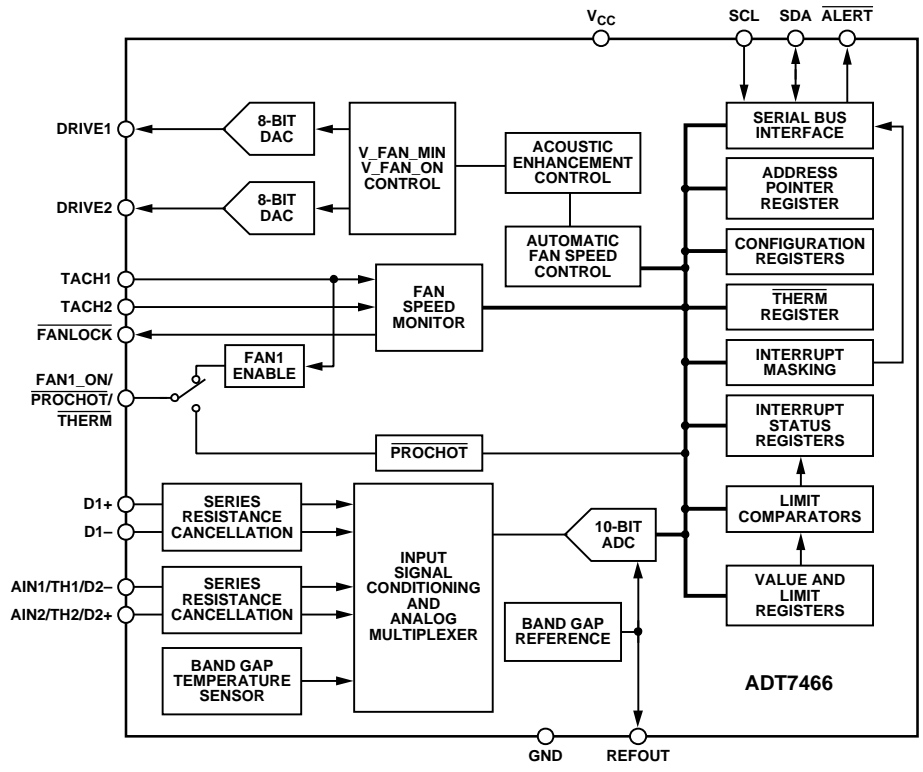 VCC
SCL
SDA
ALERT
DRIVE1
8-BIT
DAC
V_FAN_MIN
V_FAN_ON
CONTROL
ACOUSTIC
ENHANCEMENT
CONTROL
SERIAL BUS
INTERFACE
DRIVE2
8-BIT
DAC
AUTOMATIC
FAN SPEED
CONTROL
ADDRESS
POINTER
REGISTER
CONFIGURATION
REGISTERS
TACH1
TACH2
FANLOCK
FAN
SPEED
MONITOR
THERM
REGISTER
FAN1_ON/
PROCHOT/
THERM
FAN1
ENABLE
INTERRUPT
MASKING
PROCHOT
INTERRUPT
STATUS
REGISTERS
D1+
D1–
SERIES
RESISTANCE
CANCELLATION
INPUT
SIGNAL
CONDITIONING
AND
ANALOG
MULTIPLEXER
10-BIT
ADC
LIMIT
COMPARATORS
AIN1/TH1/D2–
AIN2/TH2/D2+
SERIES
RESISTANCE
CANCELLATION
VALUE AND
LIMIT
REGISTERS
BAND GAP
REFERENCE
BAND GAP
TEMPERATURE
SENSOR
ADT7466
GND
REFOUT